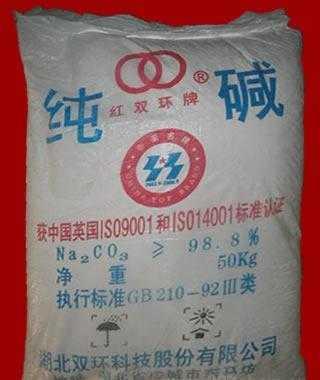 ®
纯 红双环牌 碱
获中国英国ISO9001和ISO14001标准认证
Na₂CO₃ ≥ 98.8%
净 重 50Kg
执行标准GB210-92Ⅲ类
湖北双环科技股份有限公司